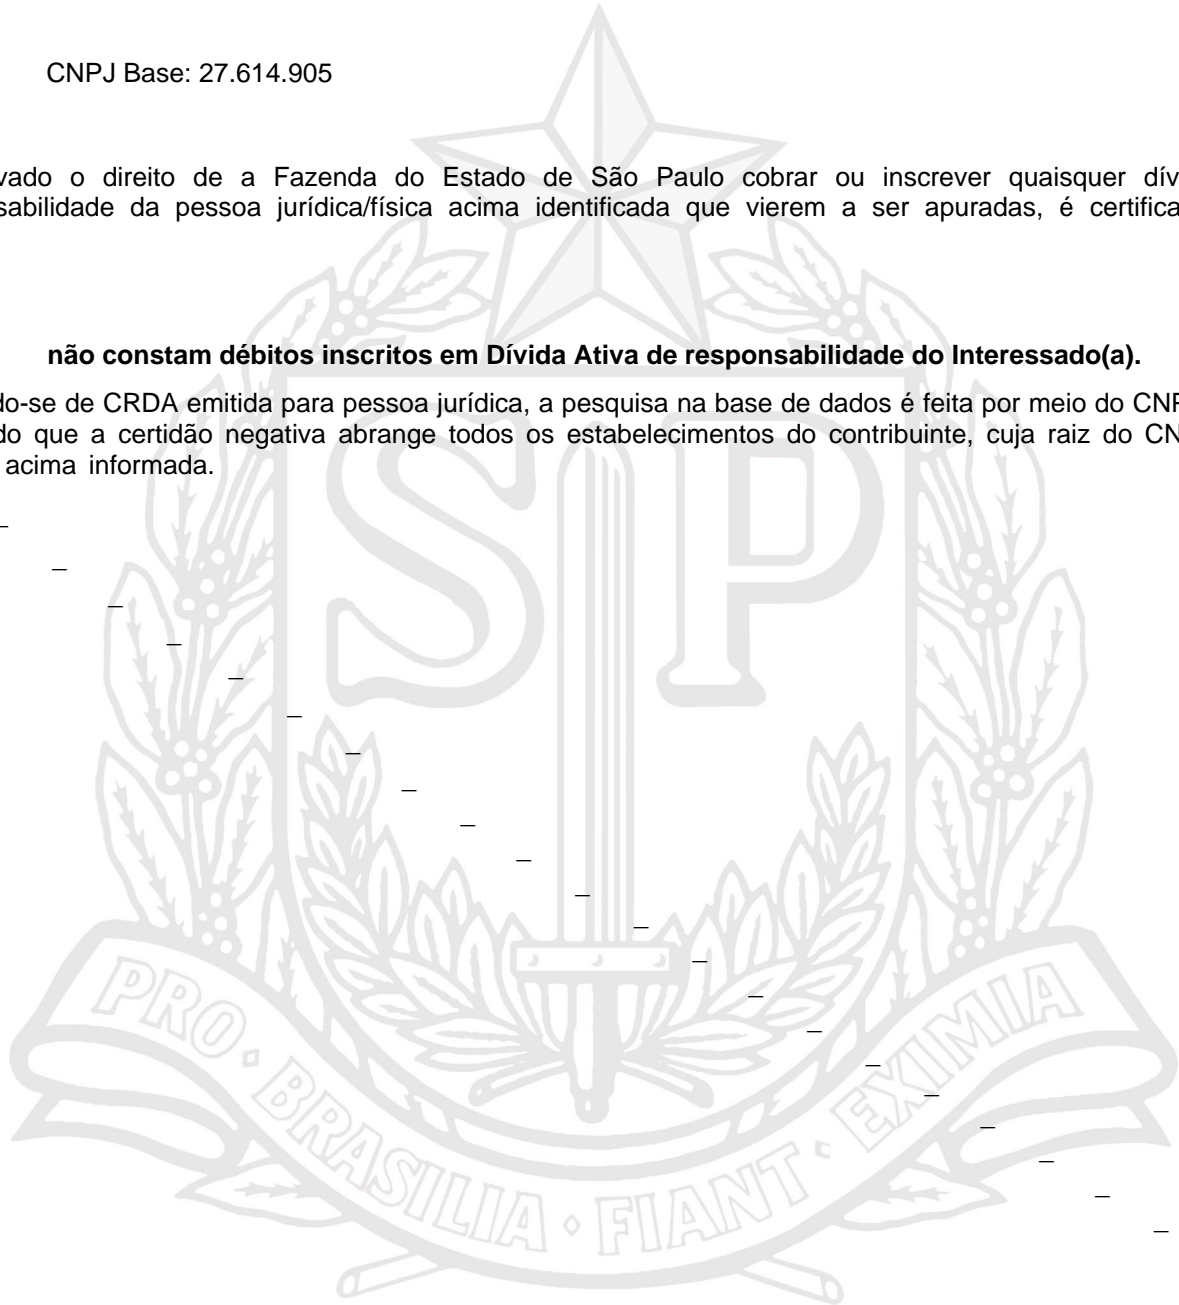 CNPJ Base: 27.614.905
vado o direito de a Fazenda do Estado de São Paulo cobrar ou inscrever quaisquer dív
sabilidade da pessoa jurídica/física acima identificada que vierem a ser apuradas, é certifica
não constam débitos inscritos em Dívida Ativa de responsabilidade do Interessado(a).
do-se de CRDA emitida para pessoa jurídica, a pesquisa na base de dados é feita por meio do CNP
do que a certidão negativa abrange todos os estabelecimentos do contribuinte, cuja raiz do CN
acima informada.
SP
PRO • BRASILIA • FIANT • EXIMIA